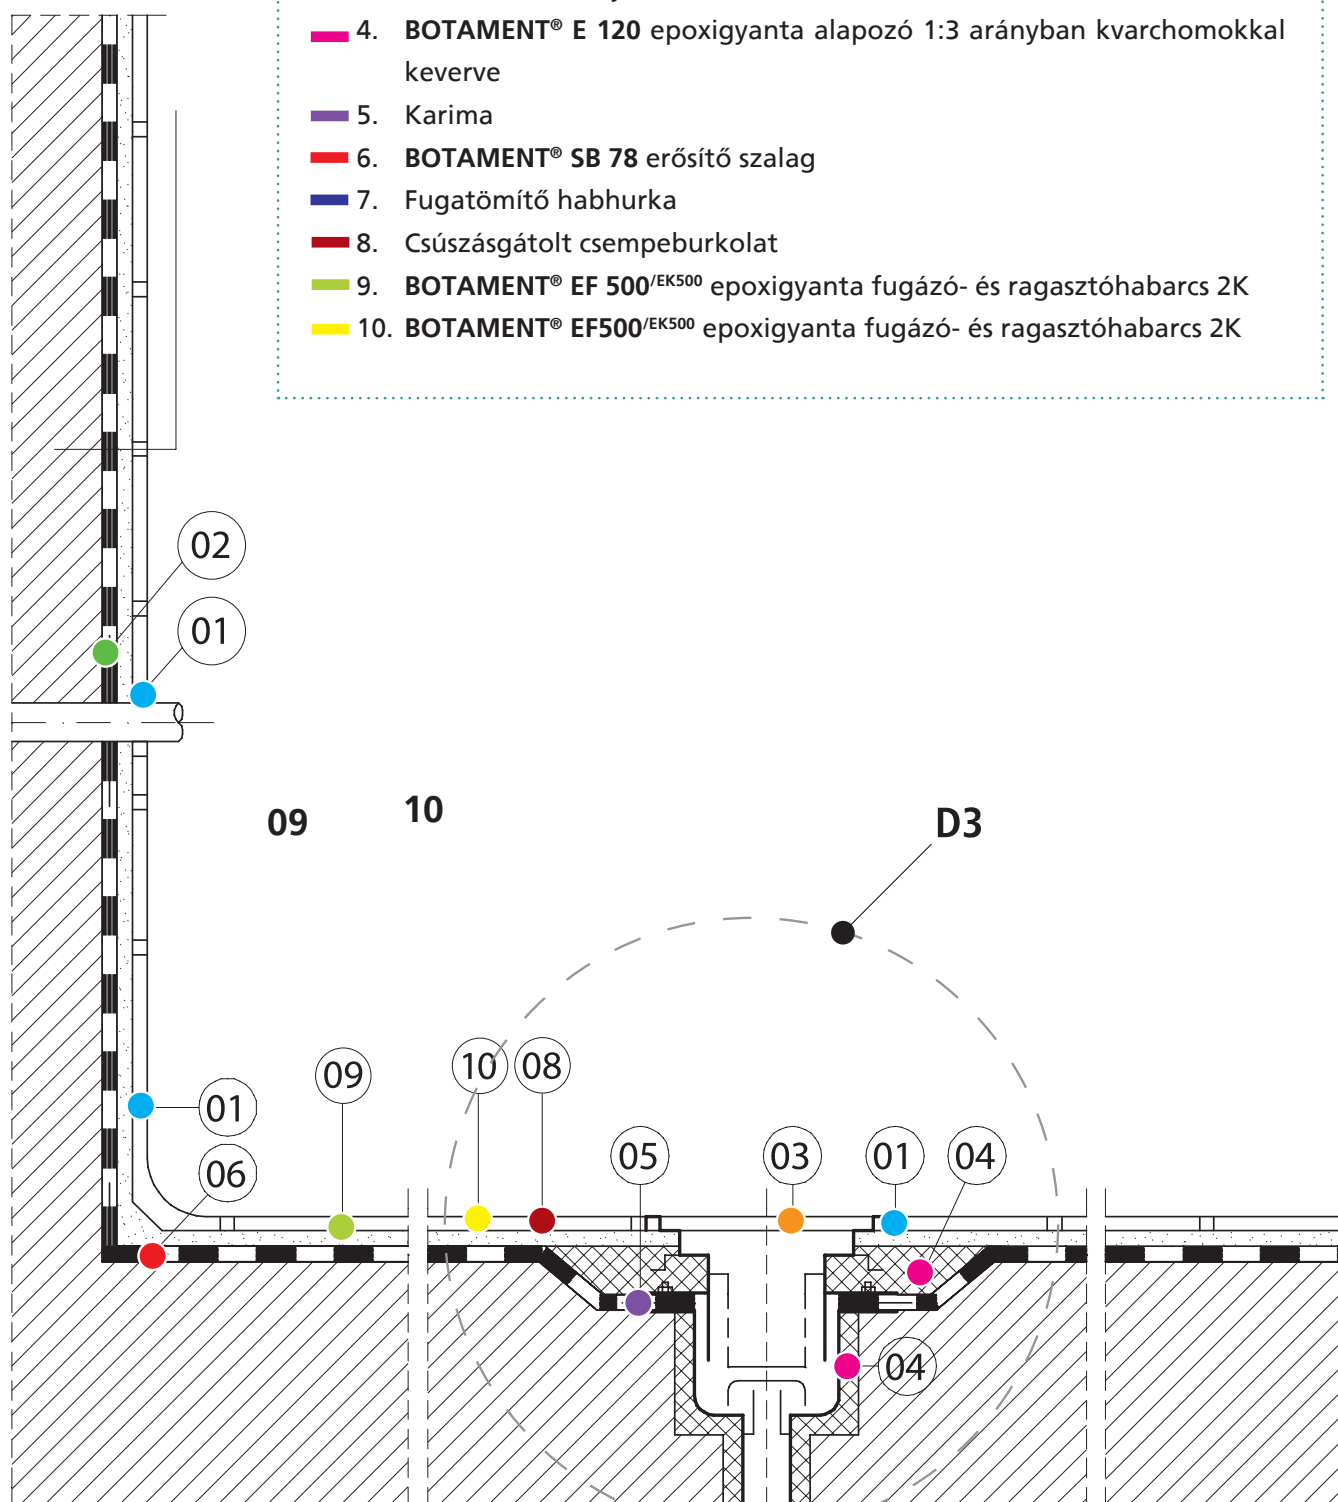 4. BOTAMENT® E 120 epoxigyanta alapozó 1:3 arányban kvarchomokkal
keverve
5. Karima
6. BOTAMENT® SB 78 erősítő szalag
7. Fugatömítő habhurka
8. Csúszásgátolt csempeburkolat
9. BOTAMENT® EF 500/EK500 epoxigyanta fugázó- és ragasztóhabarcs 2K
10. BOTAMENT® EF500/EK500 epoxigyanta fugázó- és ragasztóhabarcs 2K
02
01
09
10
D3
09
10
08
01
05
03
01
04
06
04